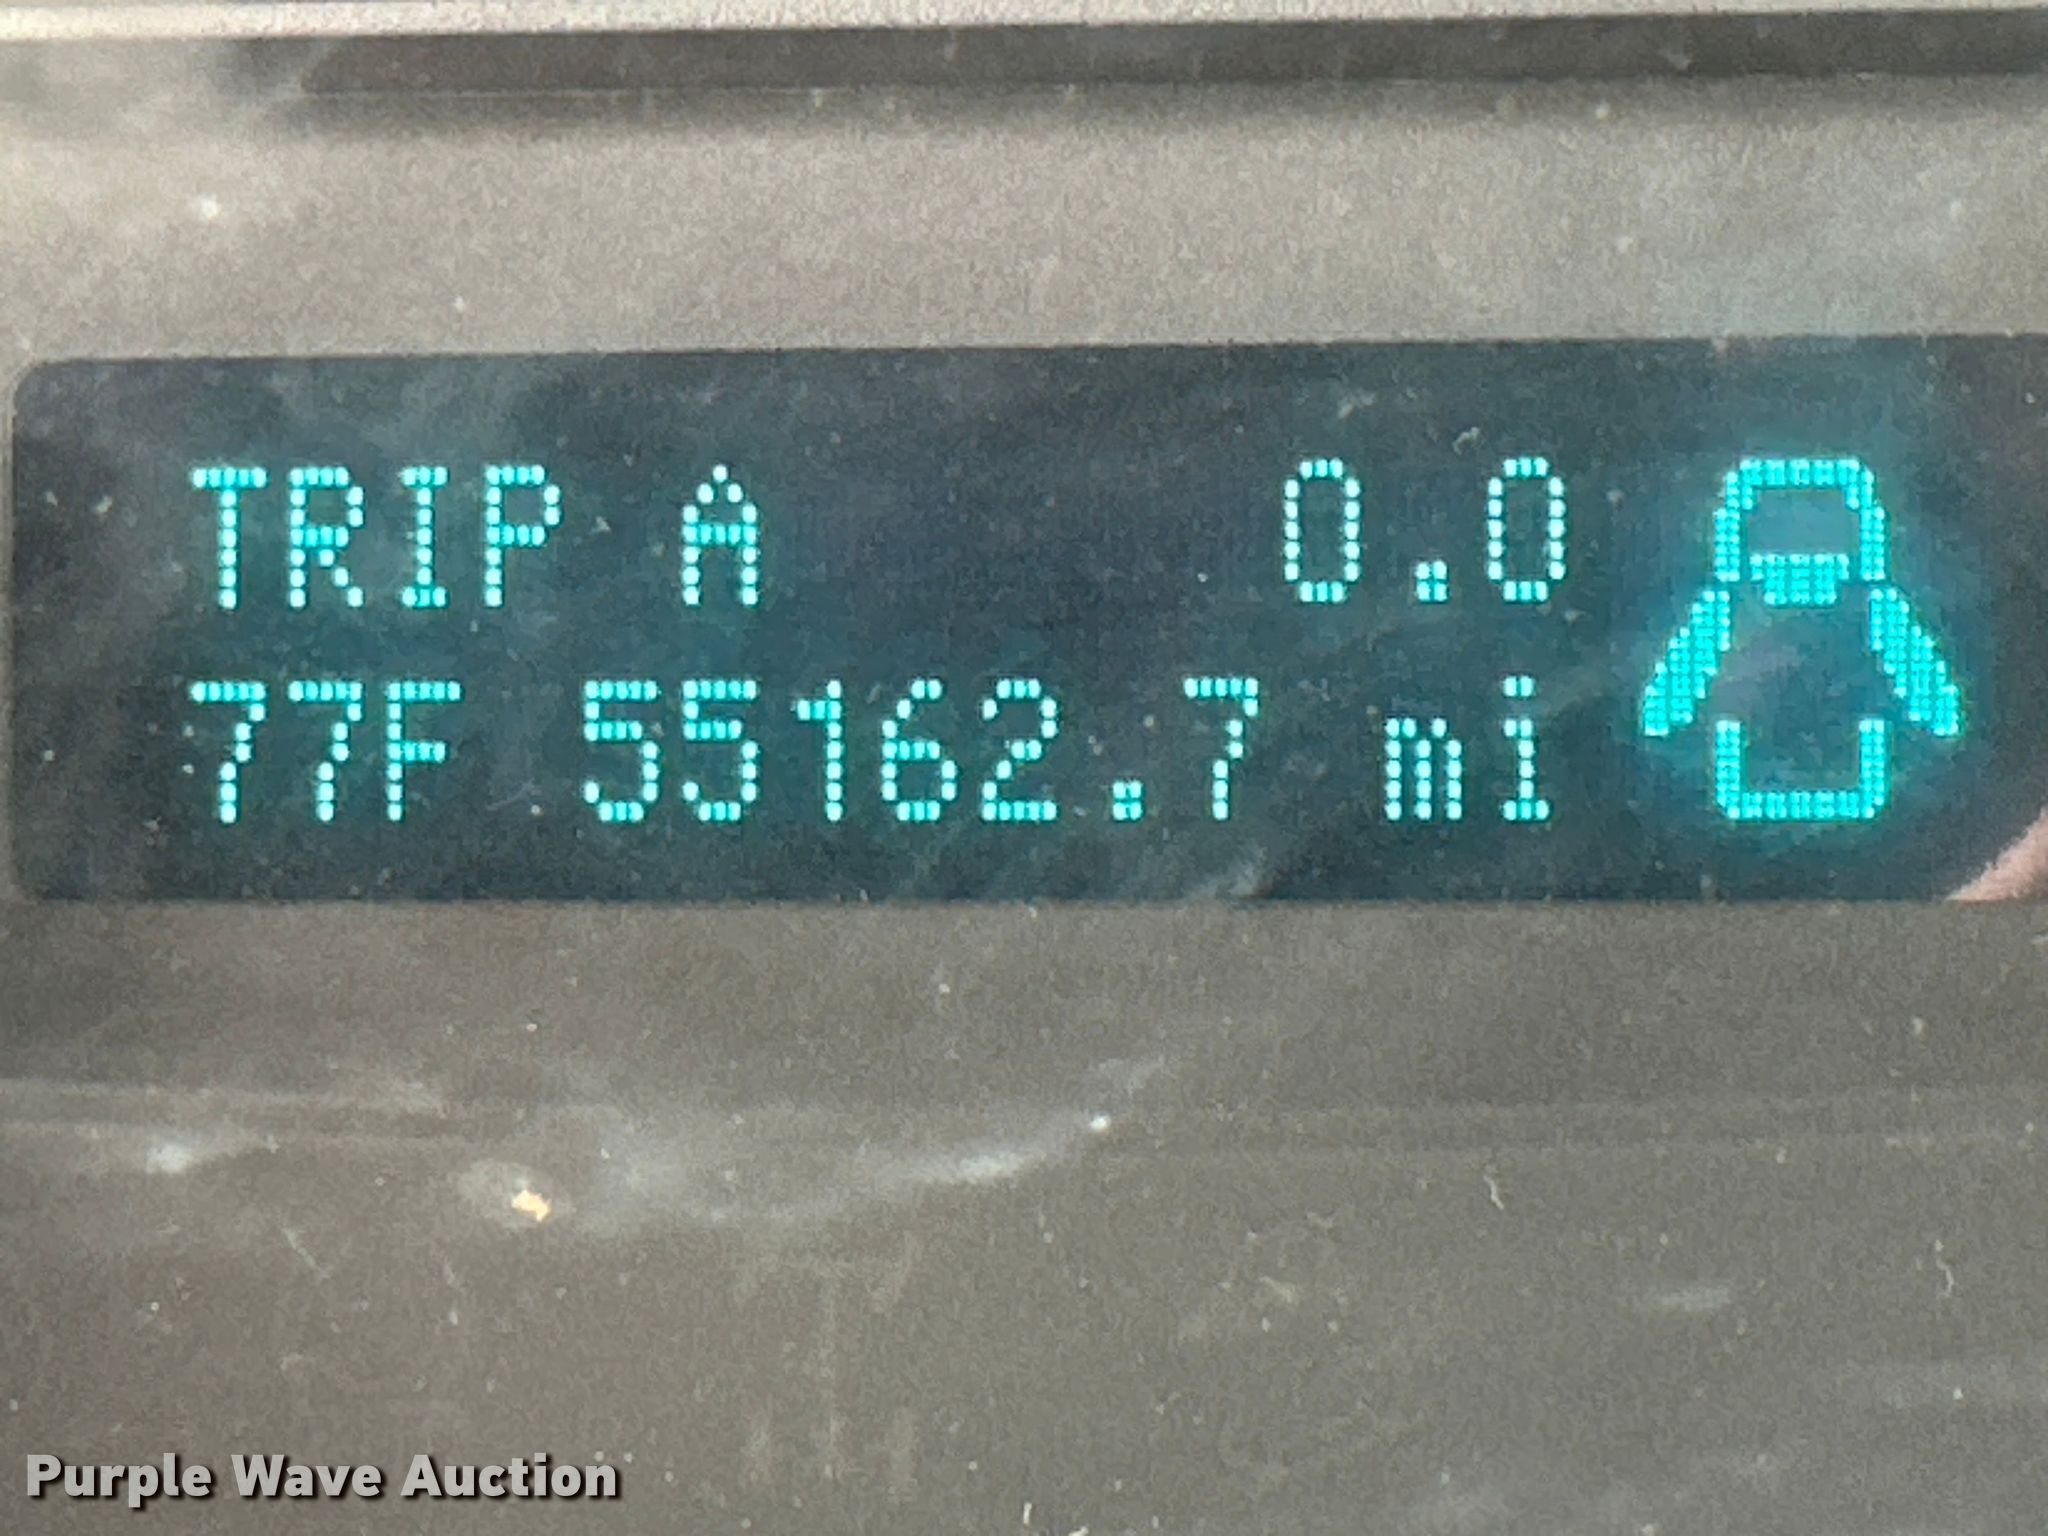 TRIP A 0.0
77F 55162.7 mi
Purple Wave Auction